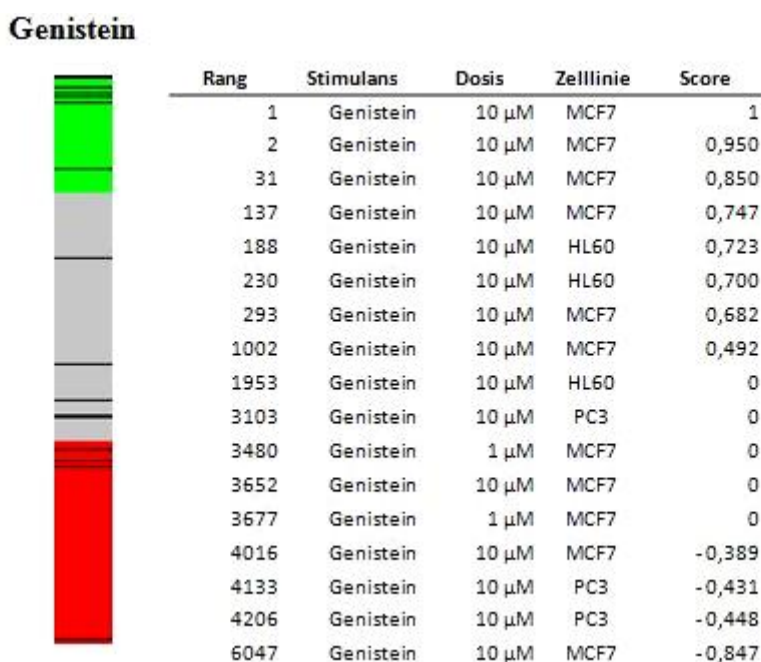 Genistein
Rang Stimulans Dosis Zelllinie Score
1 Genistein 10 µM MCF7 1
2 Genistein 10 µM MCF7 0,950
31 Genistein 10 µM MCF7 0,850
137 Genistein 10 µM MCF7 0,747
188 Genistein 10 µM HL60 0,723
230 Genistein 10 µM HL60 0,700
293 Genistein 10 µM MCF7 0,682
1002 Genistein 10 µM MCF7 0,492
1953 Genistein 10 µM HL60 0
3103 Genistein 10 µM PC3 0
3480 Genistein 1 µM MCF7 0
3652 Genistein 10 µM MCF7 0
3677 Genistein 1 µM MCF7 0
4016 Genistein 10 µM MCF7 -0,389
4133 Genistein 10 µM PC3 -0,431
4206 Genistein 10 µM PC3 -0,448
6047 Genistein 10 µM MCF7 -0,847